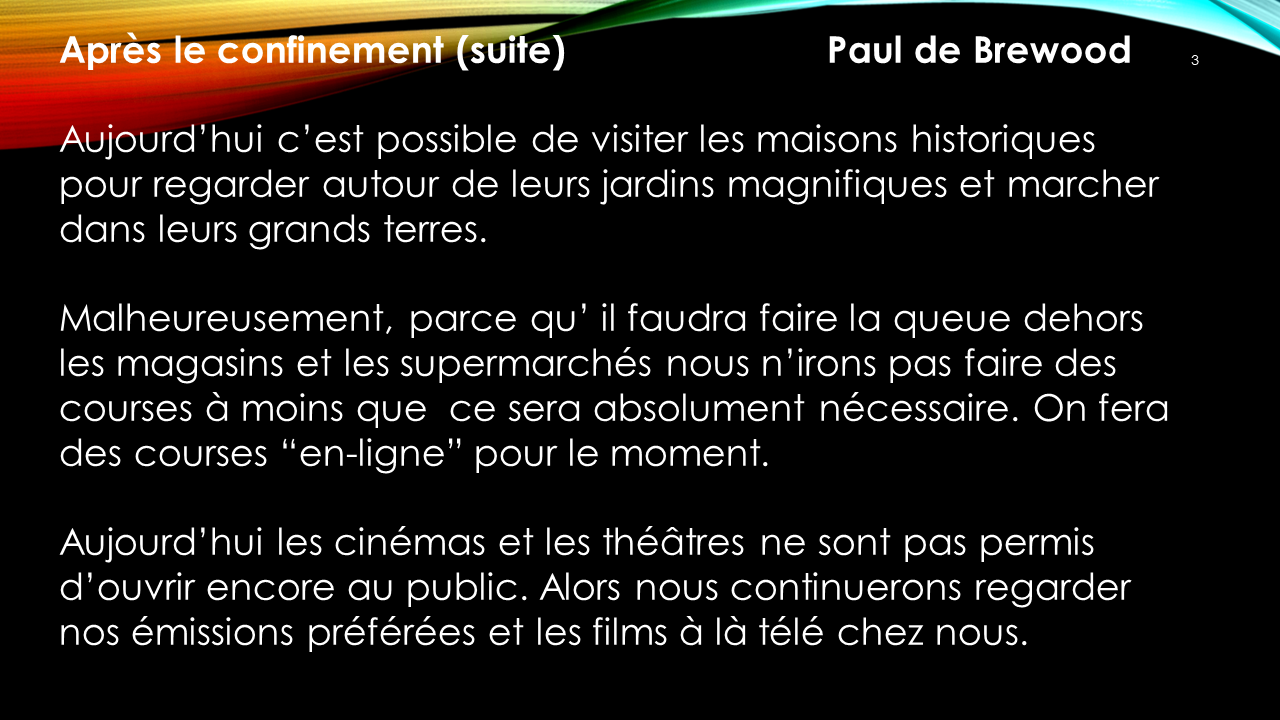 Après le confinement (suite) Paul de Brewood 3
Aujourd’hui c’est possible de visiter les maisons historiques
pour regarder autour de leurs jardins magnifiques et marcher
dans leurs grands terres.
Malheureusement, parce qu’ il faudra faire la queue dehors
les magasins et les supermarchés nous n’irons pas faire des
courses à moins que  ce sera absolument nécessaire. On fera
des courses “en-ligne” pour le moment.
Aujourd’hui les cinémas et les théâtres ne sont pas permis
d’ouvrir encore au public. Alors nous continuerons regarder
nos émissions préférées et les films à là télé chez nous.